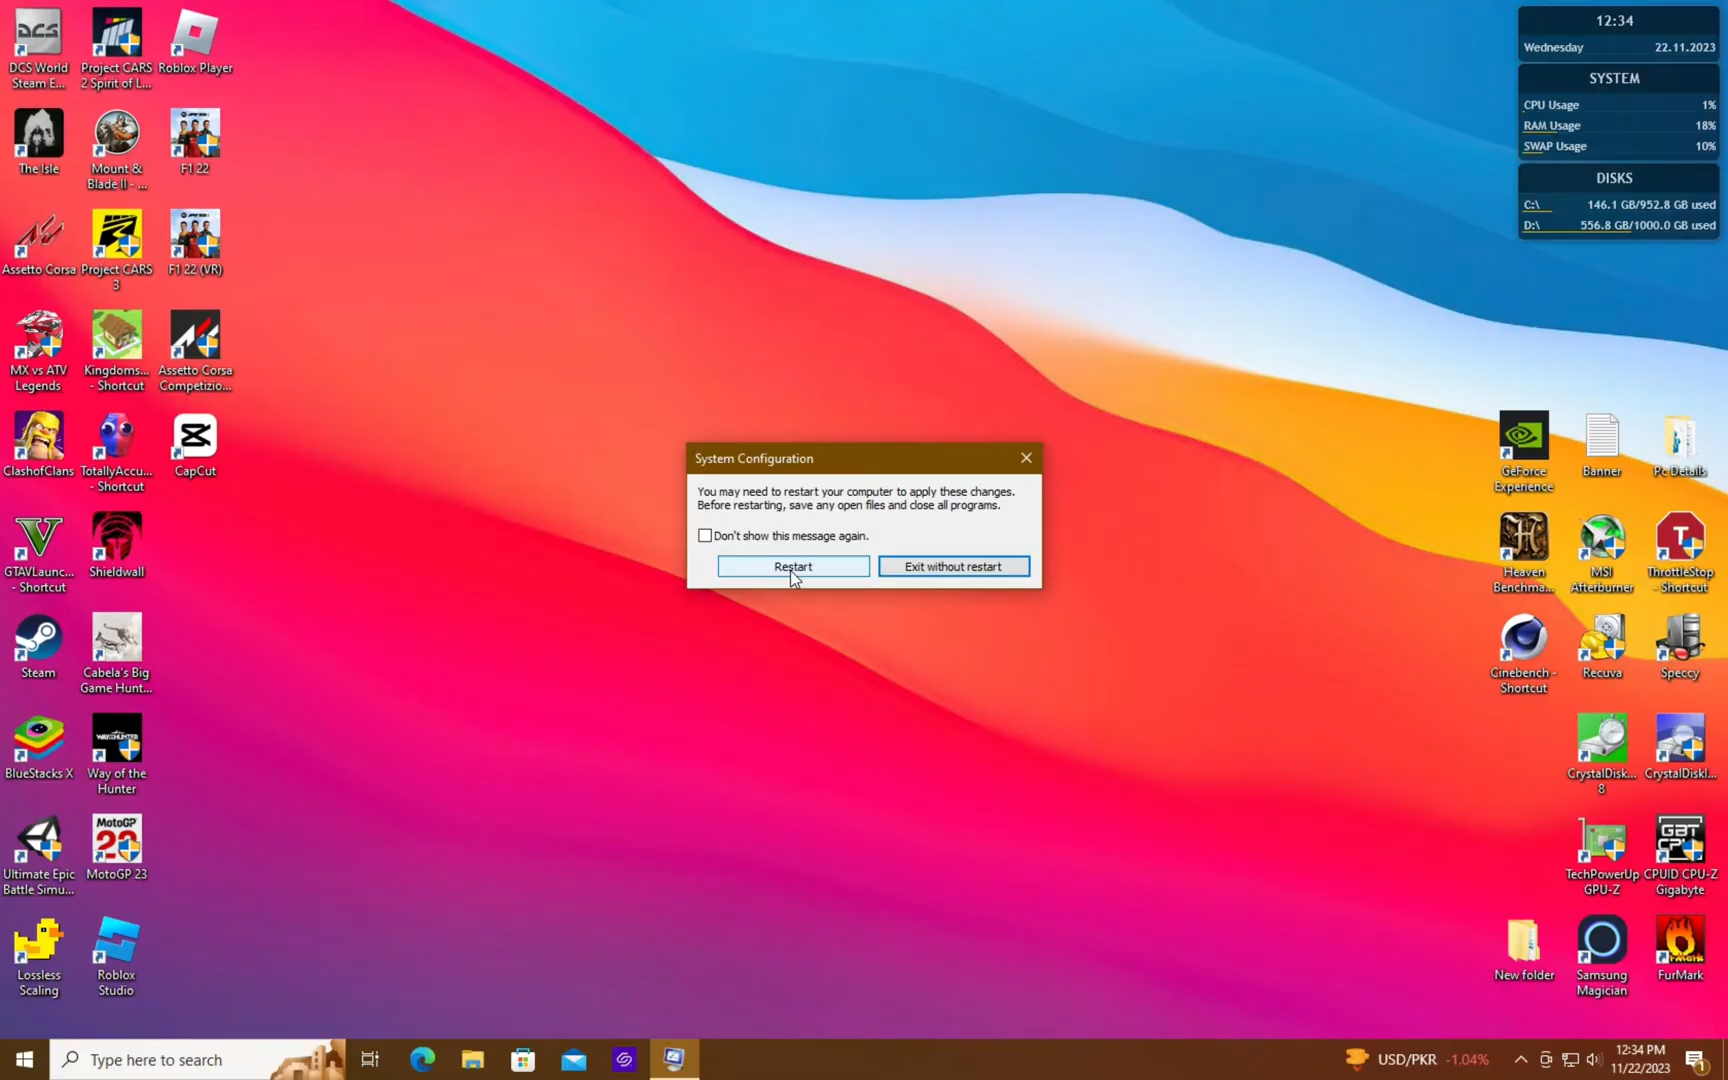 DCS
DCS World
Steam E...
Project CARS
2 Spirit of L...
Roblox Player
The Isle
Mount &
Blade II - ...
F1 22
Assetto Corsa
Project CARS
3
F1 22 (VR)
MX vs ATV
Legends
Kingdoms...
- Shortcut
Assetto Corsa
Competizio...
ClashofClans
TotallyAccu...
- Shortcut
CapCut
GTAVLaunc...
- Shortcut
Shieldwall
Steam
Cabela's Big
Game Hunt...
BlueStacks X
Way of the
Hunter
MotoGP
23
Ultimate Epic
Battle Simu...
MotoGP 23
Lossless
Scaling
Roblox
Studio
System Configuration
You may need to restart your computer to apply these changes.
Before restarting, save any open files and close all programs.
Don't show this message again.
Restart
Exit without restart
12:34
Wednesday 22.11.2023
SYSTEM
CPU Usage 1%
RAM Usage 18%
SWAP Usage 10%
DISKS
C:\ 146.1 GB/952.8 GB used
D:\ 556.8 GB/1000.0 GB used
GeForce
Experience
Banner
Pc Details
Heaven
Benchma...
MSI
Afterburner
ThrottleStop
- Shortcut
Cinebench -
Shortcut
Recuva
Speccy
CrystalDisk...
8
CrystalDiskI...
TechPowerUp
GPU-Z
GBT
CPU
CPUID CPU-Z
Gigabyte
New folder
Samsung
Magician
FurMark
Type here to search
USD/PKR -1.04%
12:34 PM
11/22/2023
1